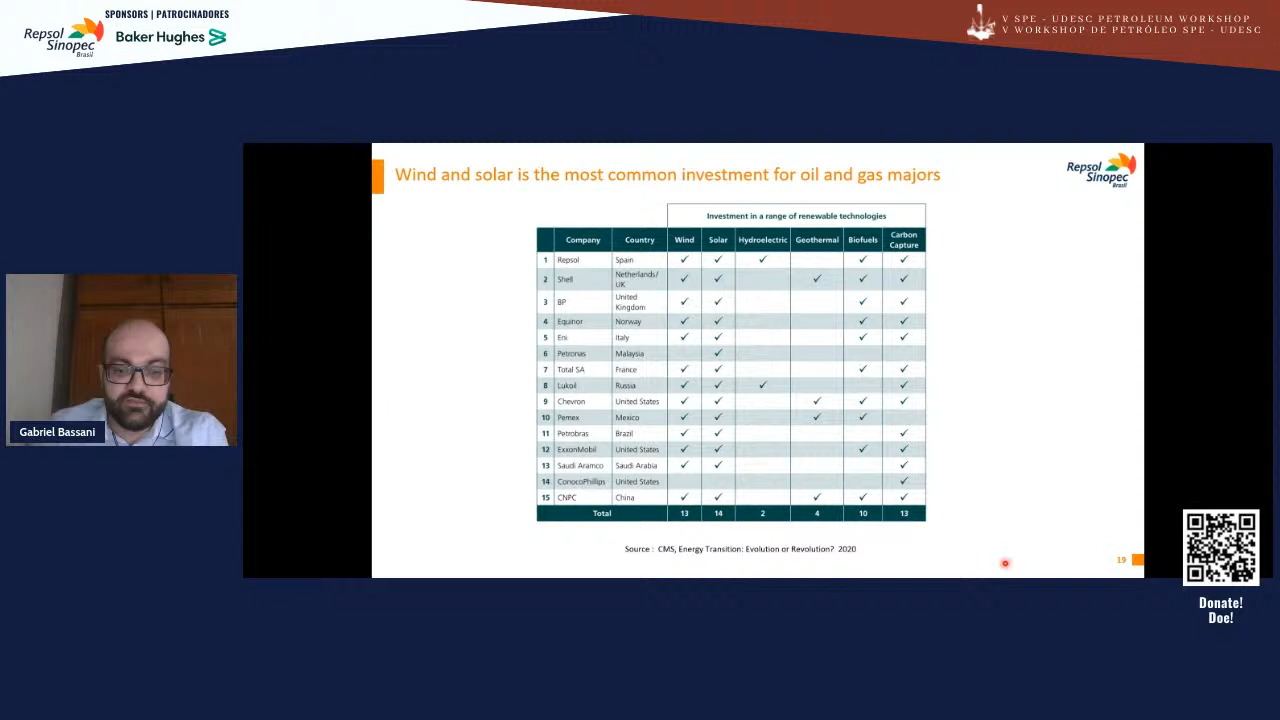 SPONSORS | PATROCINADORES
Repsol
Sinopec
Brasil
Baker Hughes
V SPE - UDESC PETROLEUM WORKSHOP
V WORKSHOP DE PETRÓLEO SPE - UDESC
Wind and solar is the most common investment for oil and gas majors
Repsol
Sinopec
Brasil
Investment in a range of renewable technologies
Company Country Wind Solar Hydroelectric Geothermal Biofuels Carbon Capture
1 Repsol Spain ✓ ✓ ✓ ✓ ✓
2 Shell Netherlands/ UK ✓ ✓ ✓ ✓ ✓
3 BP United Kingdom ✓ ✓ ✓ ✓
4 Equinor Norway ✓ ✓ ✓ ✓
5 Eni Italy ✓ ✓ ✓ ✓
6 Petronas Malaysia ✓
7 Total SA France ✓ ✓ ✓ ✓
8 Lukoil Russia ✓ ✓ ✓ ✓
9 Chevron United States ✓ ✓ ✓ ✓ ✓
10 Pemex Mexico ✓ ✓ ✓ ✓
11 Petrobras Brazil ✓ ✓ ✓
12 ExxonMobil United States ✓ ✓ ✓ ✓
13 Saudi Aramco Saudi Arabia ✓ ✓ ✓
14 ConocoPhillips United States ✓
15 CNPC China ✓ ✓ ✓ ✓ ✓
Total 13 14 2 4 10 13
Source : CMS, Energy Transition: Evolution or Revolution? 2020
19
Gabriel Bassani
Donate!
Doe!